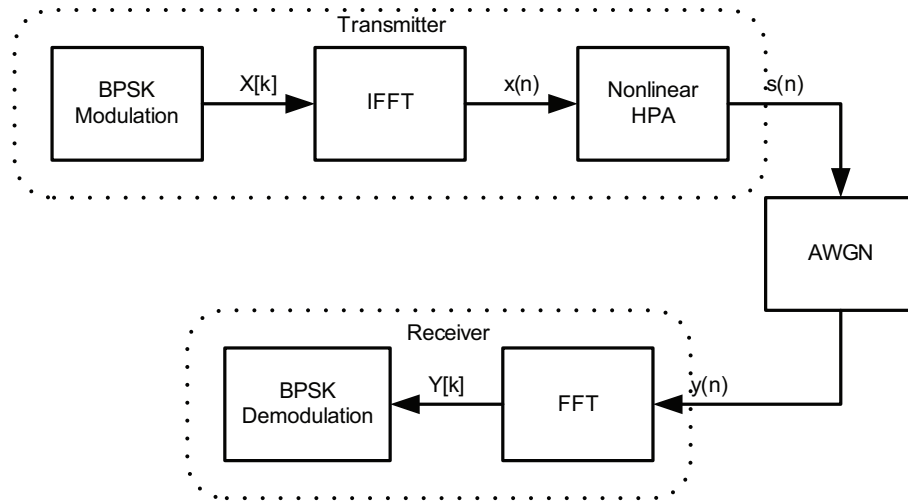 Transmitter
BPSK
Modulation
X[k]
IFFT
x(n)
Nonlinear
HPA
s(n)
AWGN
Receiver
BPSK
Demodulation
Y[k]
FFT
y(n)